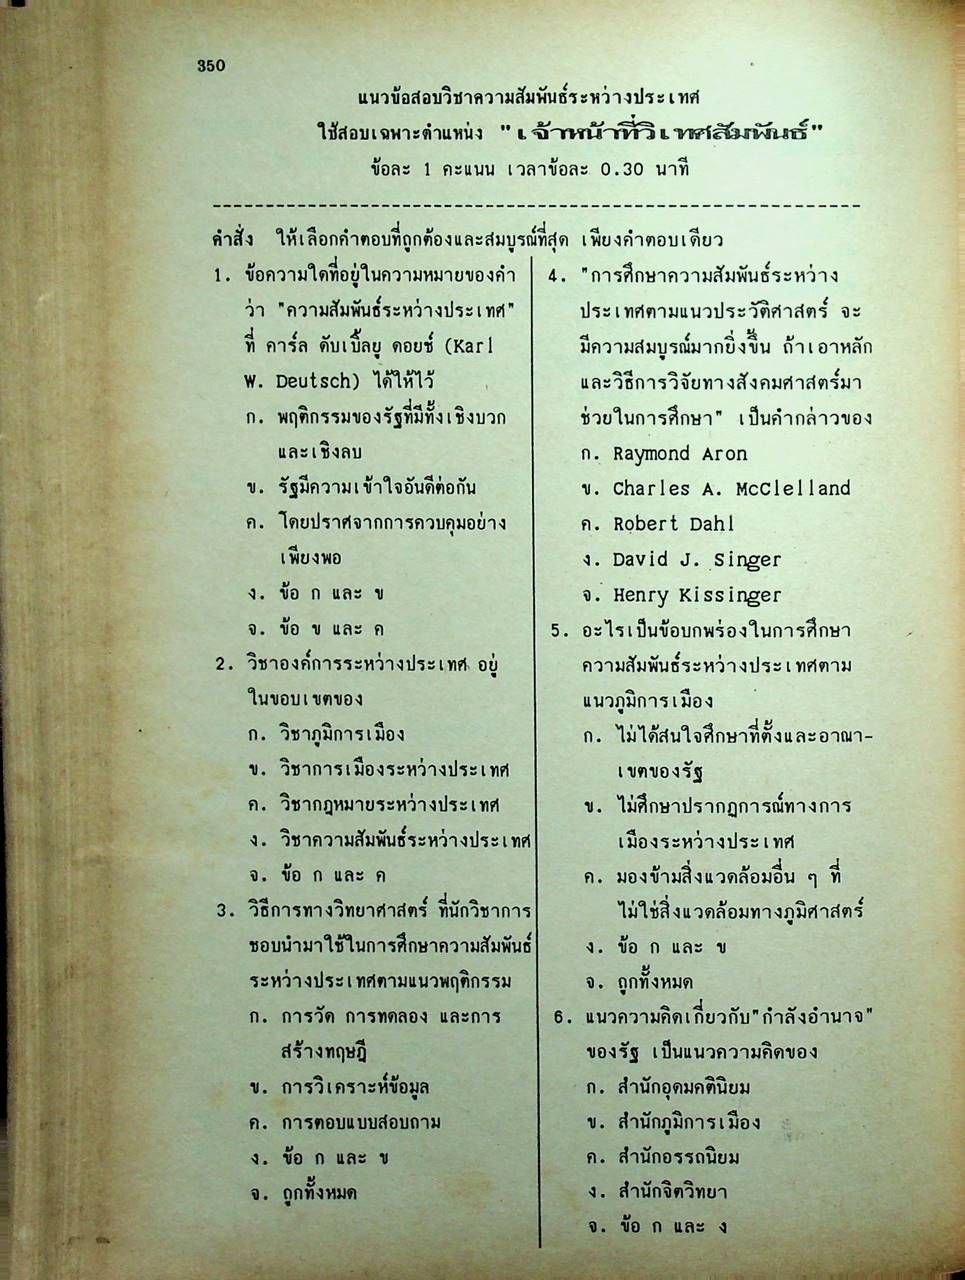 350
แนวข้อสอบวิชาความสัมพันธ์ระหว่างประเทศ
ใช้สอบเฉพาะตำแหน่ง "เจ้าหน้าที่วิเทศสัมพันธ์"
ข้อละ 1 คะแนน เวลาข้อละ 0.30 นาที
คำสั่ง ให้เลือกคำตอบที่ถูกต้องและสมบูรณ์ที่สุด เพียงคำตอบเดียว
1. ข้อความใดที่อยู่ในความหมายของคำ
ว่า "ความสัมพันธ์ระหว่างประเทศ"
ที่ คาร์ล ดับเบิ้ลยู ดอยช์ (Karl
W. Deutsch) ได้ให้ไว้
ก. พฤติกรรมของรัฐที่มีทั้งเชิงบวก
และเชิงลบ
ข. รัฐมีความเข้าใจอันดีต่อกัน
ค. โดยปราศจากการควบคุมอย่าง
เพียงพอ
ง. ข้อ ก และ ข
จ. ข้อ ข และ ค
2. วิชาองค์การระหว่างประเทศ อยู่
ในขอบเขตของ
ก. วิชาภูมิการเมือง
ข. วิชาการเมืองระหว่างประเทศ
ค. วิชากฎหมายระหว่างประเทศ
ง. วิชาความสัมพันธ์ระหว่างประเทศ
จ. ข้อ ก และ ค
3. วิธีการทางวิทยาศาสตร์ ที่นักวิชาการ
ชอบนำมาใช้ในการศึกษาความสัมพันธ์
ระหว่างประเทศตามแนวพฤติกรรม
ก. การวัด การทดลอง และการ
สร้างทฤษฎี
ข. การวิเคราะห์ข้อมูล
ค. การตอบแบบสอบถาม
ง. ข้อ ก และ ข
จ. ถูกทั้งหมด
4. "การศึกษาความสัมพันธ์ระหว่าง
ประเทศตามแนวประวัติศาสตร์ จะ
มีความสมบูรณ์มากยิ่งขึ้น ถ้าเอาหลัก
และวิธีการวิจัยทางสังคมศาสตร์มา
ช่วยในการศึกษา" เป็นคำกล่าวของ
ก. Raymond Aron
ข. Charles A. McClelland
ค. Robert Dahl
ง. David J. Singer
จ. Henry Kissinger
5. อะไรเป็นข้อบกพร่องในการศึกษา
ความสัมพันธ์ระหว่างประเทศตาม
แนวภูมิการเมือง
ก. ไม่ได้สนใจศึกษาที่ตั้งและอาณา-
เขตของรัฐ
ข. ไม่ศึกษาปรากฏการณ์ทางการ
เมืองระหว่างประเทศ
ค. มองข้ามสิ่งแวดล้อมอื่น ๆ ที่
ไม่ใช่สิ่งแวดล้อมทางภูมิศาสตร์
ง. ข้อ ก และ ข
จ. ถูกทั้งหมด
6. แนวความคิดเกี่ยวกับ"กำลังอำนาจ"
ของรัฐ เป็นแนวความคิดของ
ก. สำนักอุดมคตินิยม
ข. สำนักภูมิการเมือง
ค. สำนักอรรถนิยม
ง. สำนักจิตวิทยา
จ. ข้อ ก และ ง